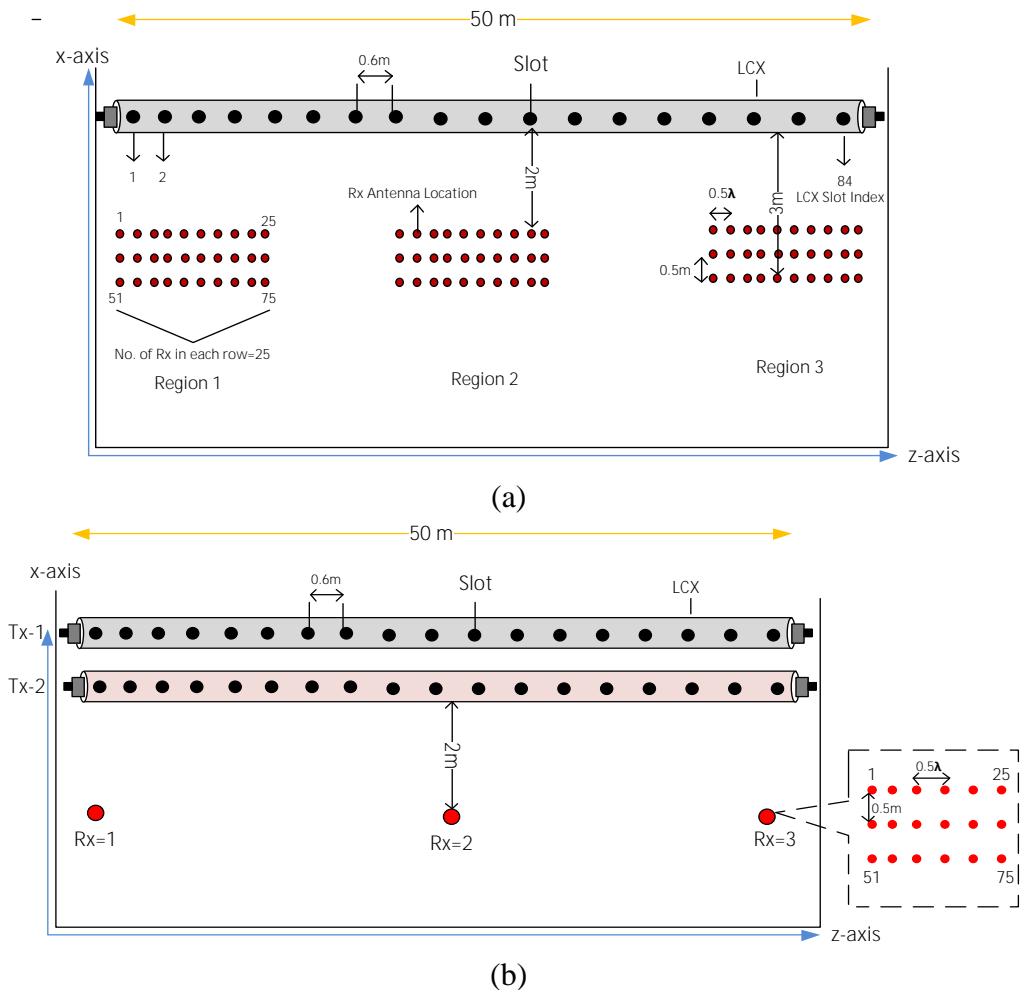 50 m
x-axis
0.6m
Slot
LCX
1
2
2m
3m
84
LCX Slot Index
Rx Antenna Location
0.5λ
1
25
0.5m
51
75
No. of Rx in each row=25
Region 1
Region 2
Region 3
z-axis
(a)
50 m
x-axis
0.6m
Slot
LCX
Tx-1
Tx-2
2m
1
0.5λ
25
0.5m
Rx=1
Rx=2
Rx=3
51
75
z-axis
(b)